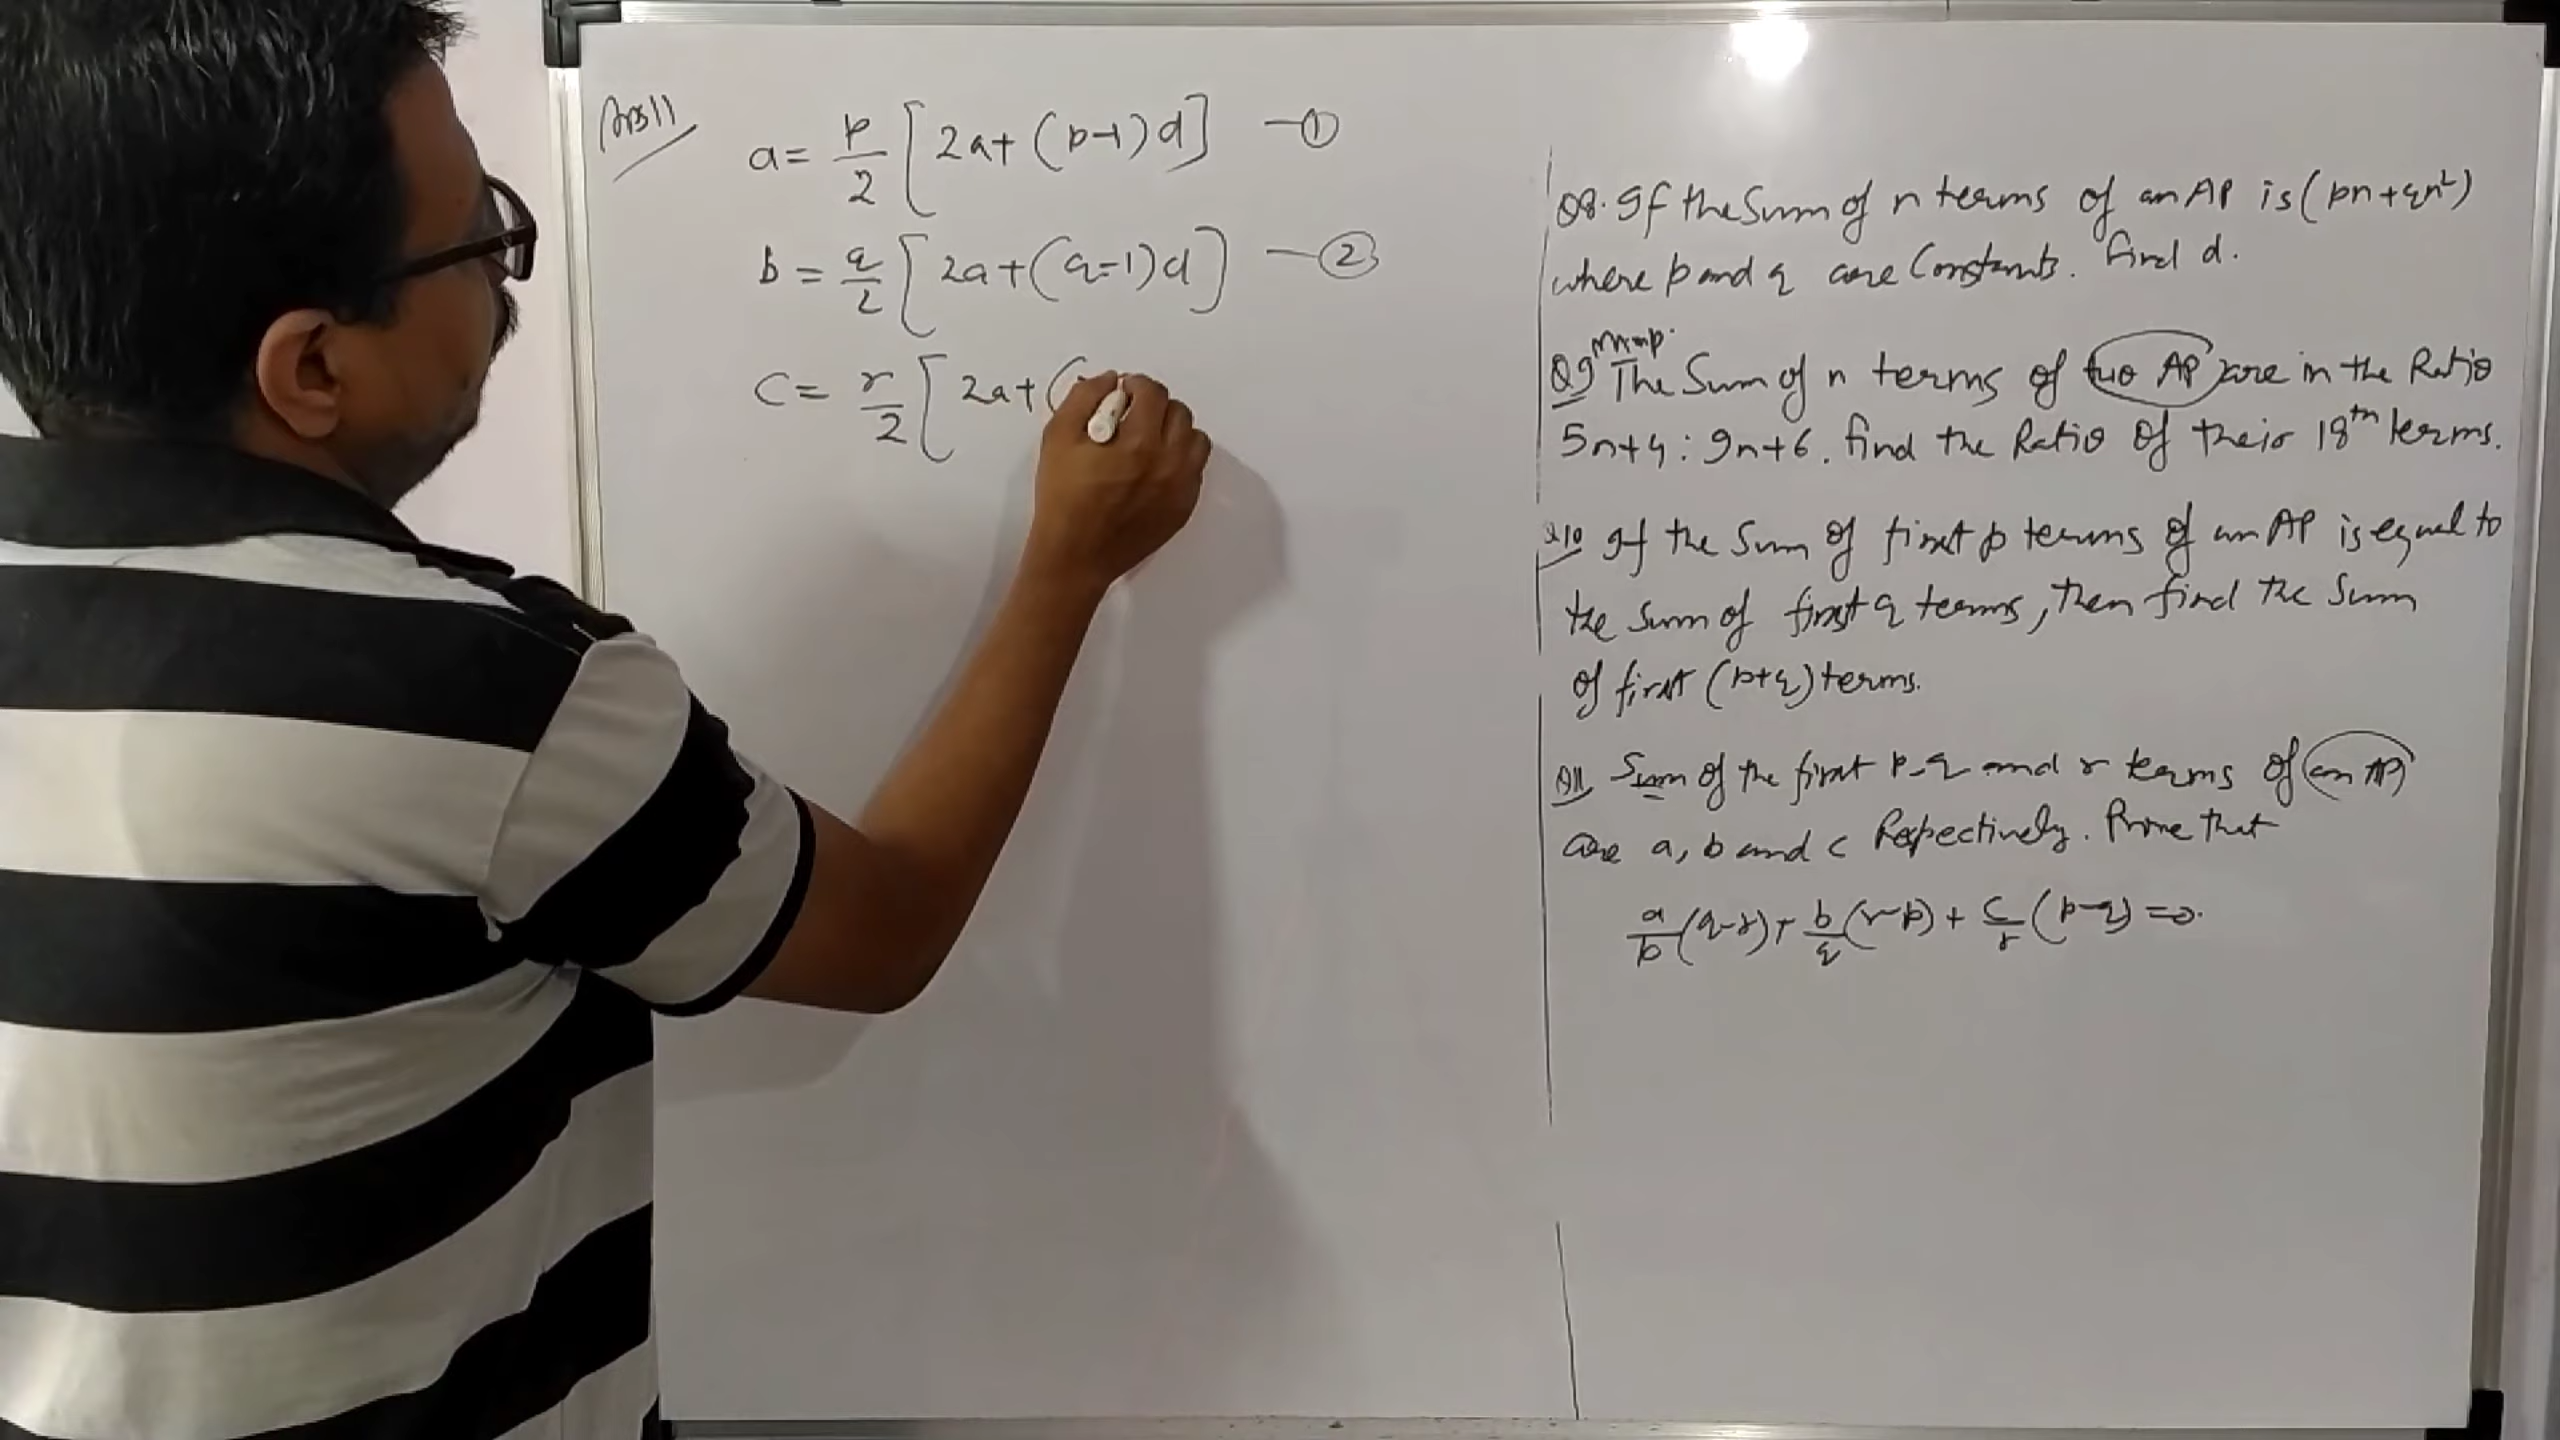 Ans 11
a = p/2 [2a + (p-1)d] — ①
b = q/2 [2a + (q-1)d] — ②
c = r/2 [2a + (
Q8. If the Sum of n terms of an AP is (pn + qn²)
where p and q are Constants. find d.
Q9 The Sum of n terms of two AP are in the Ratio
5n+4 : 9n+6. find the Ratio of their 18th terms.
Q10 If the Sum of first p terms of an AP is equal to
the Sum of first q terms, then find the Sum
of first (p+q) terms.
Q11 Sum of the first p, q and r terms of an AP
are a, b and c Respectively. Prove that
a/p (q-r) + b/q (r-p) + c/r (p-q) = 0.